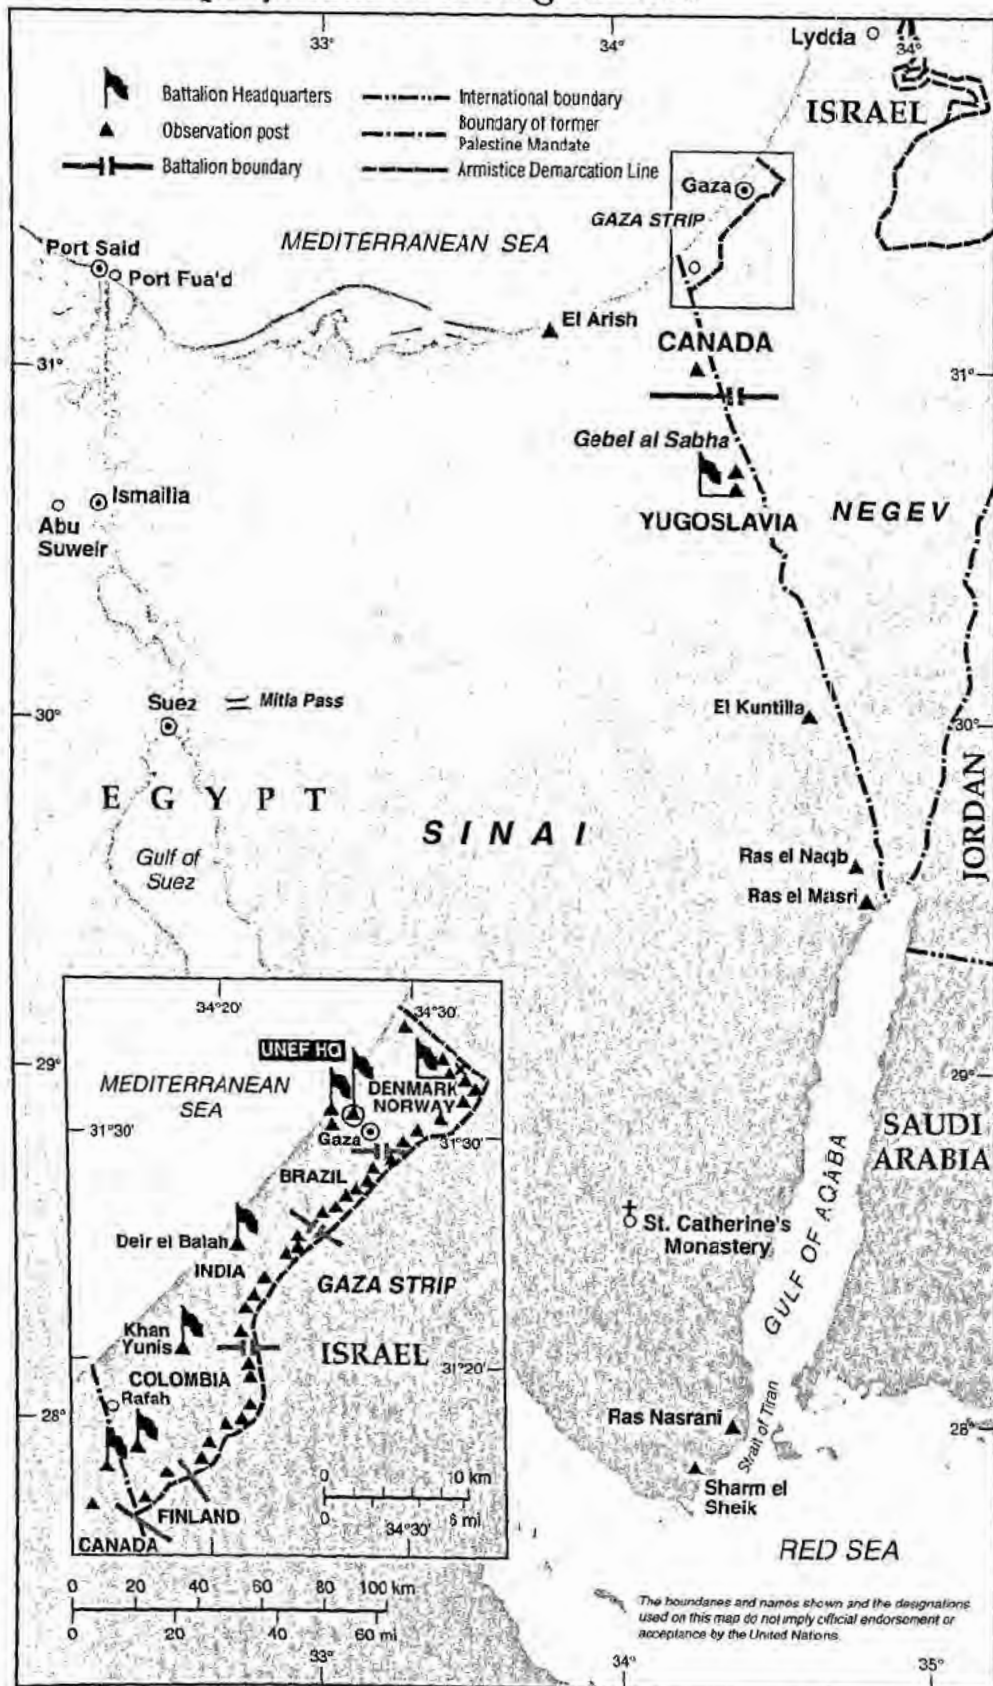 33°
34°
Lydda
34°
ISRAEL
Battalion Headquarters
Observation post
Battalion boundary
International boundary
Boundary of former
Palestine Mandate
Armistice Demarcation Line
Gaza
GAZA STRIP
MEDITERRANEAN SEA
Port Said
Port Fua'd
El Arish
CANADA
31°
31°
Gebel al Sabha
YUGOSLAVIA
NEGEV
Ismailia
Abu
Suweir
Suez
Mitla Pass
El Kuntilla
30°
30°
EGYPT
SINAI
JORDAN
Gulf of
Suez
Ras el Naqb
Ras el Masri
34°20'
34°30'
UNEF HQ
MEDITERRANEAN
SEA
DENMARK
NORWAY
29°
29°
31°30'
Gaza
31°30'
BRAZIL
SAUDI
ARABIA
GULF OF AQABA
St. Catherine's
Monastery
Deir el Balah
INDIA
GAZA STRIP
Khan
Yunis
ISRAEL
31°20'
COLOMBIA
Rafah
28°
28°
Ras Nasrani
Strait of Tiran
Sharm el
Sheik
0 10 km
0 6 mi
34°30'
FINLAND
CANADA
RED SEA
0 20 40 60 80 100 km
0 20 40 60 mi
The boundaries and names shown and the designations
used on this map do not imply official endorsement or
acceptance by the United Nations.
33°
34°
35°